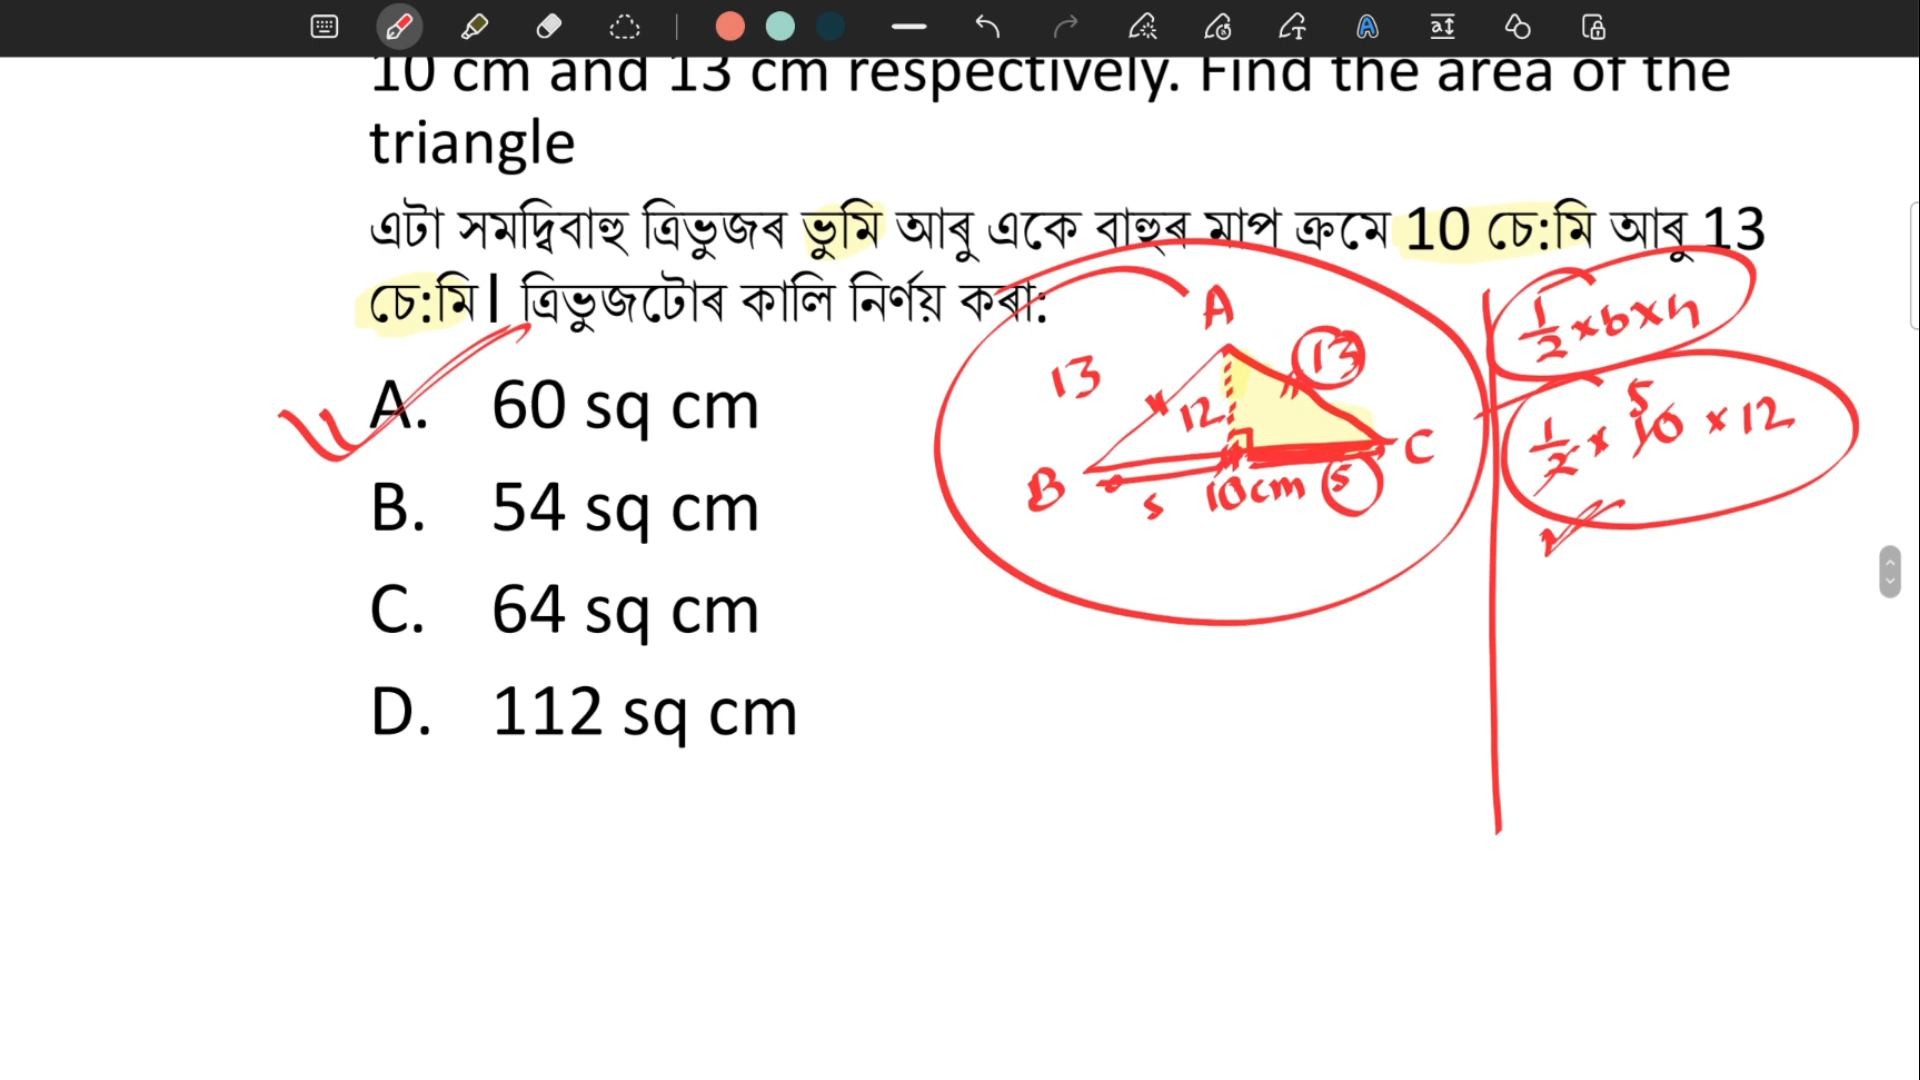 10 cm and 13 cm respectively. Find the area of the
triangle
এটা সমদ্বিবাহু ত্ৰিভুজৰ ভুমি আৰু একে বাহুৰ মাপ ক্ৰমে 10 চে:মি আৰু 13
চে:মি। ত্ৰিভুজটোৰ কালি নিৰ্ণয় কৰা:
A. 60 sq cm
B. 54 sq cm
C. 64 sq cm
D. 112 sq cm
A
13
13
12
B
5
10cm
5
C
1/2 × b × h
5
1/2 × 10 × 12